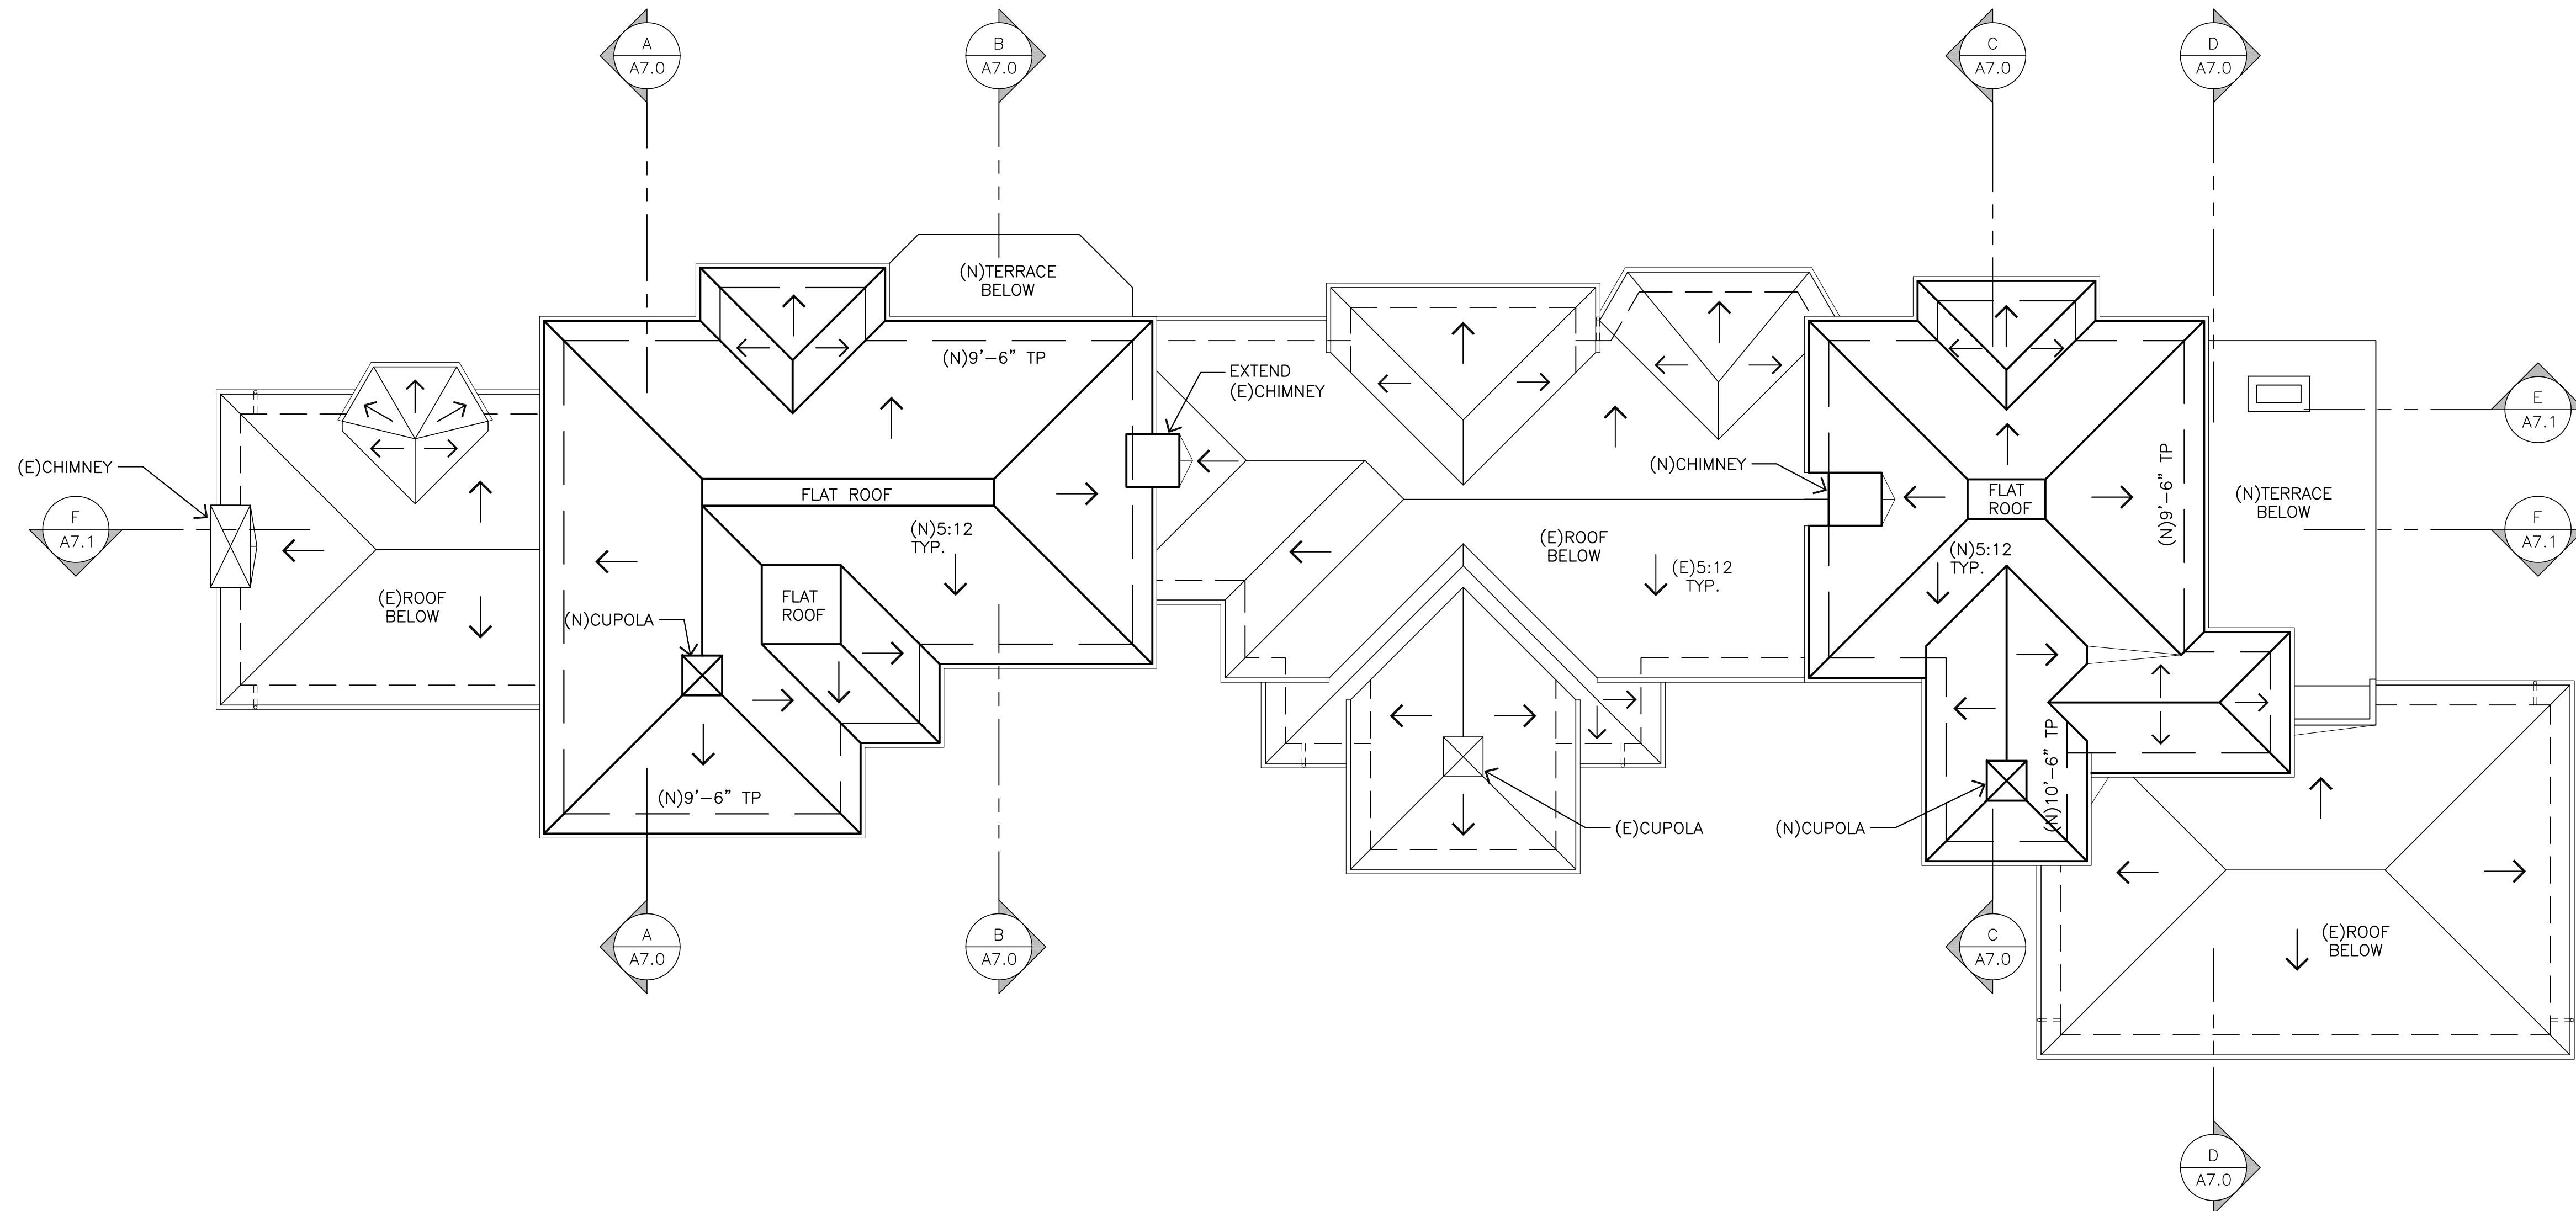 A
A7.0
B
A7.0
C
A7.0
D
A7.0
(N)TERRACE
BELOW
(N)9'-6" TP
EXTEND
(E)CHIMNEY
E
A7.1
(E)CHIMNEY
(N)CHIMNEY
FLAT ROOF
FLAT
ROOF
(N)9'-6" TP
(N)TERRACE
BELOW
F
A7.1
F
A7.1
(N)5:12
TYP.
(E)ROOF
BELOW
(E)5:12
TYP.
(N)5:12
TYP.
(E)ROOF
BELOW
FLAT
ROOF
(N)CUPOLA
(N)9'-6" TP
(N)10'-6" TP
(E)CUPOLA
(N)CUPOLA
A
A7.0
B
A7.0
C
A7.0
(E)ROOF
BELOW
D
A7.0